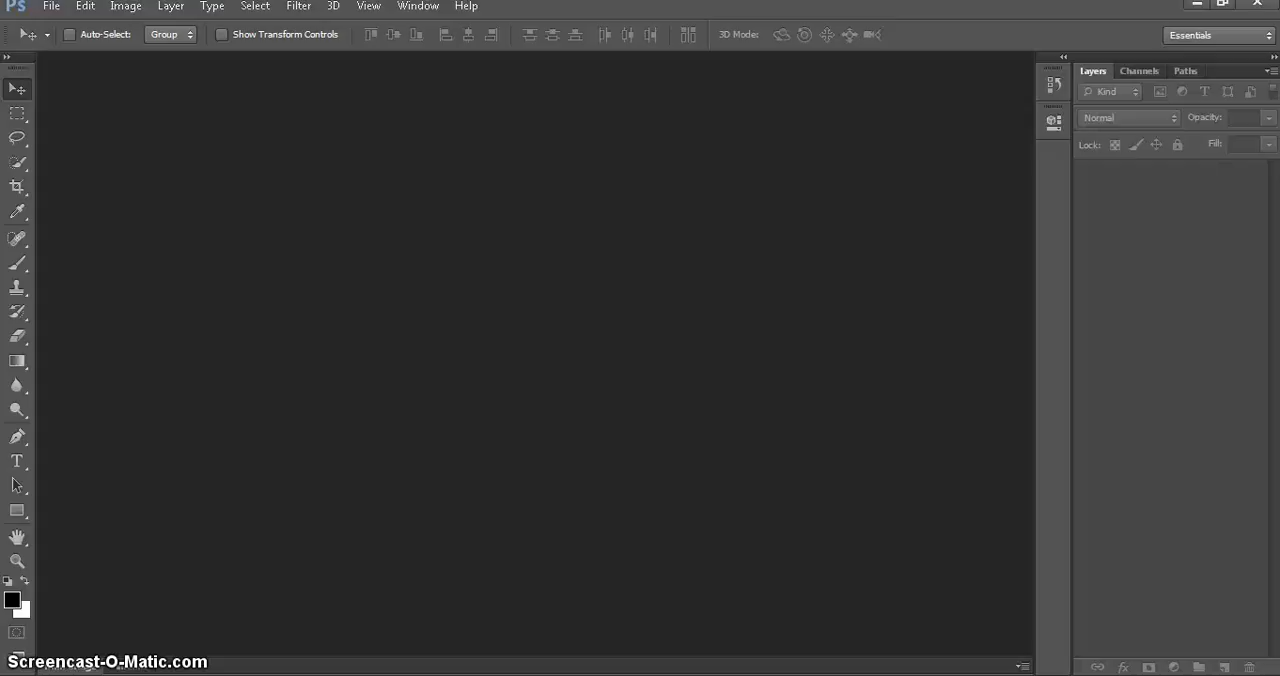 Ps File Edit Image Layer Type Select Filter 3D View Window Help
Auto-Select: Group Show Transform Controls 3D Mode: Essentials
Layers Channels Paths
Kind
Normal Opacity:
Lock: Fill:
Screencast-O-Matic.com